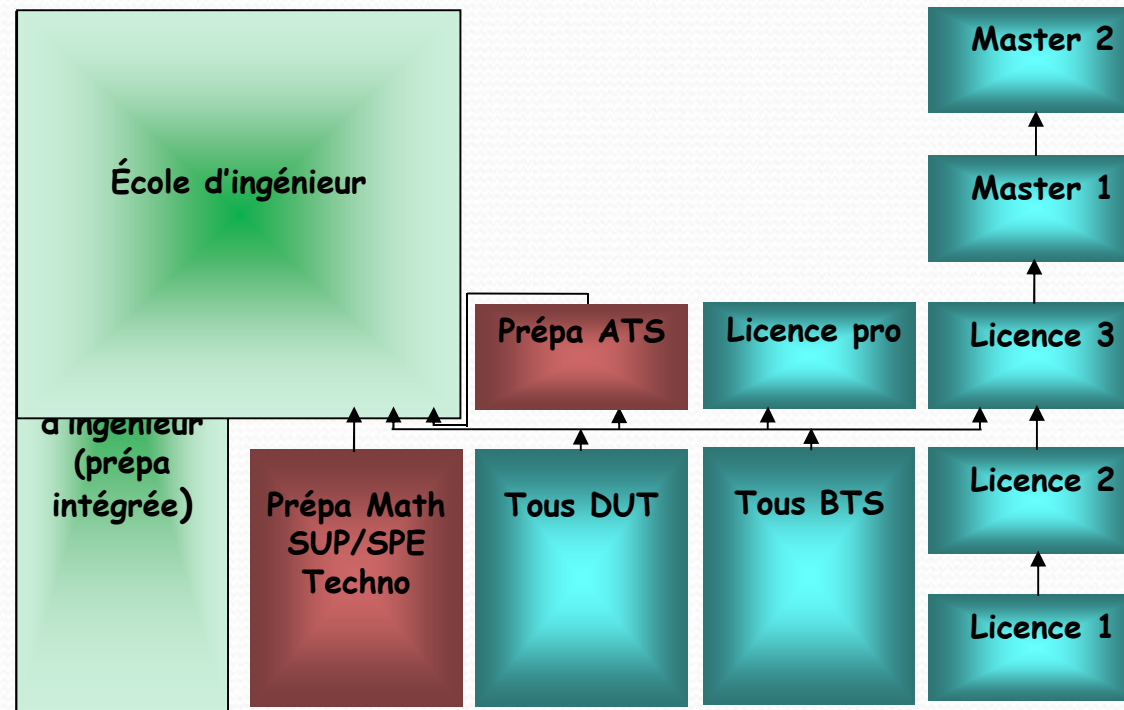 Master 2
École d'ingénieur
Master 1
Prépa ATS
Licence pro
Licence 3
d'ingénieur
(prépa
intégrée)
Prépa Math
SUP/SPE
Techno
Tous DUT
Tous BTS
Licence 2
Licence 1